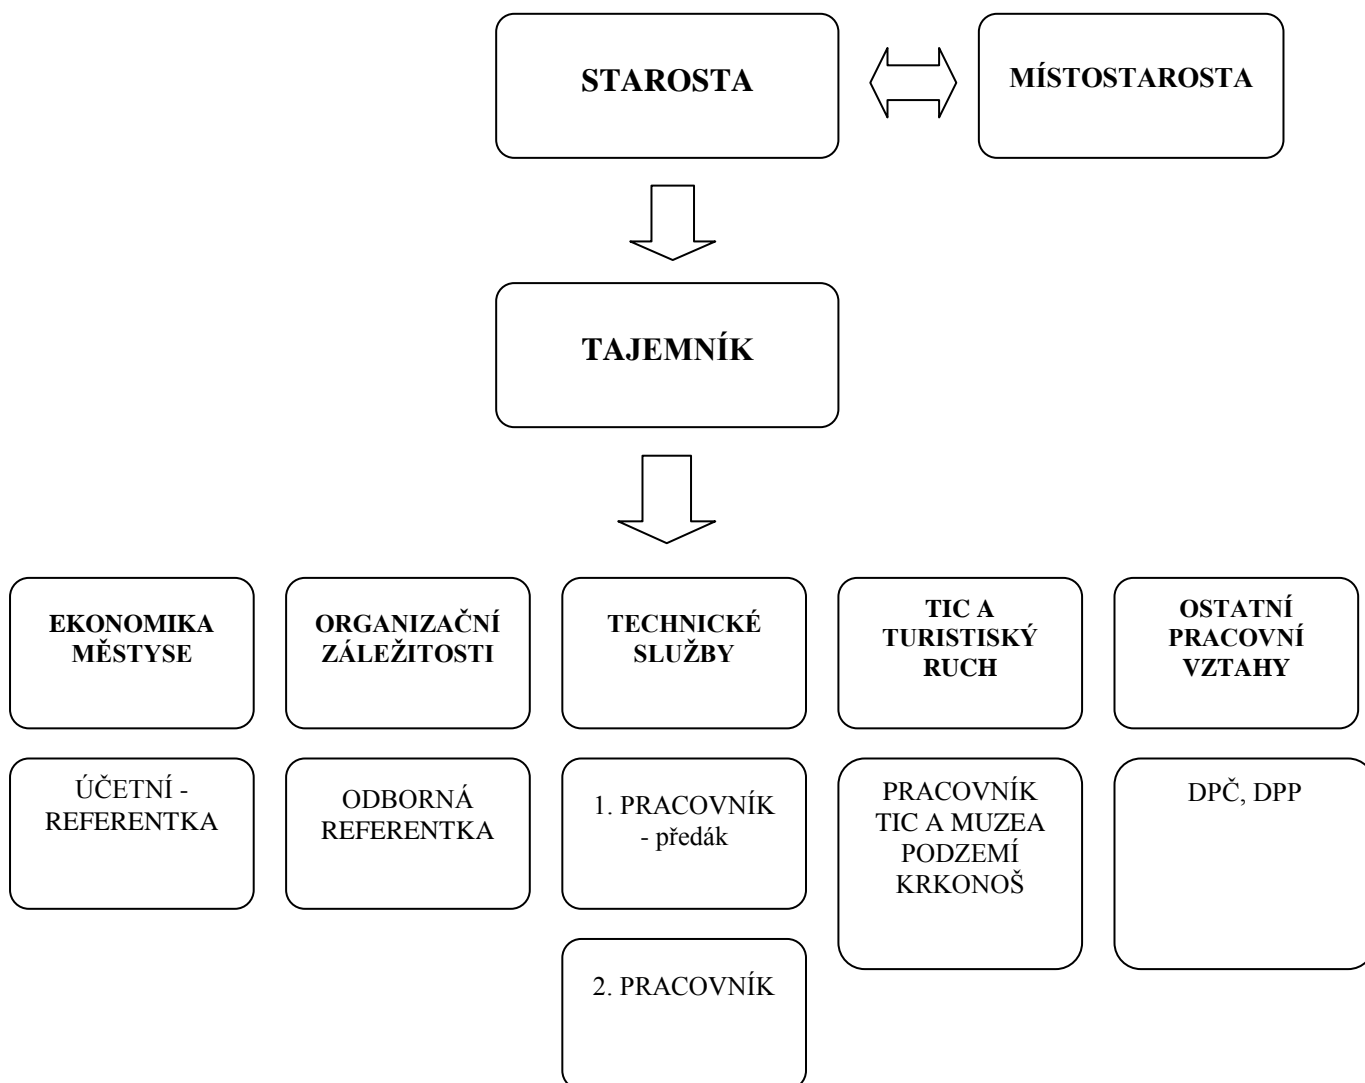 STAROSTA
MÍSTOSTAROSTA
TAJEMNÍK
EKONOMIKA
MĚSTYSE
ORGANIZAČNÍ
ZÁLEŽITOSTI
TECHNICKÉ
SLUŽBY
TIC A
TURISTISKÝ
RUCH
OSTATNÍ
PRACOVNÍ
VZTAHY
ÚČETNÍ -
REFERENTKA
ODBORNÁ
REFERENTKA
1. PRACOVNÍK
- předák
PRACOVNÍK
TIC A MUZEA
PODZEMÍ
KRKONOŠ
DPČ, DPP
2. PRACOVNÍK